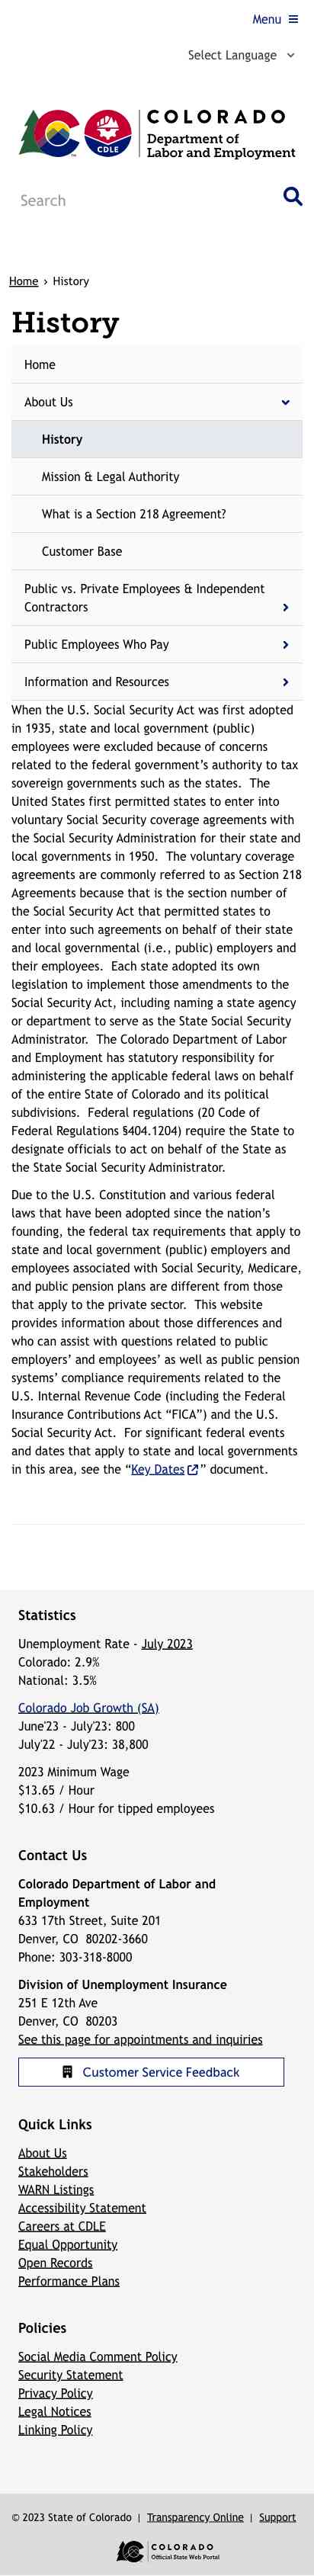 Menu
Select Language
COLORADO
CDLE
Department of
Labor and Employment
TM
Search
Home › History
History
Home
About Us
History
Mission & Legal Authority
What is a Section 218 Agreement?
Customer Base
Public vs. Private Employees & Independent
Contractors
Public Employees Who Pay
Information and Resources
When the U.S. Social Security Act was first adopted
in 1935, state and local government (public)
employees were excluded because of concerns
related to the federal government’s authority to tax
sovereign governments such as the states.  The
United States first permitted states to enter into
voluntary Social Security coverage agreements with
the Social Security Administration for their state and
local governments in 1950.  The voluntary coverage
agreements are commonly referred to as Section 218
Agreements because that is the section number of
the Social Security Act that permitted states to
enter into such agreements on behalf of their state
and local governmental (i.e., public) employers and
their employees.  Each state adopted its own
legislation to implement those amendments to the
Social Security Act, including naming a state agency
or department to serve as the State Social Security
Administrator.  The Colorado Department of Labor
and Employment has statutory responsibility for
administering the applicable federal laws on behalf
of the entire State of Colorado and its political
subdivisions.  Federal regulations (20 Code of
Federal Regulations §404.1204) require the State to
designate officials to act on behalf of the State as
the State Social Security Administrator.
Due to the U.S. Constitution and various federal
laws that have been adopted since the nation’s
founding, the federal tax requirements that apply to
state and local government (public) employers and
employees associated with Social Security, Medicare,
and public pension plans are different from those
that apply to the private sector.  This website
provides information about those differences and
who can assist with questions related to public
employers’ and employees’ as well as public pension
systems’ compliance requirements related to the
U.S. Internal Revenue Code (including the Federal
Insurance Contributions Act “FICA”) and the U.S.
Social Security Act.  For significant federal events
and dates that apply to state and local governments
in this area, see the “Key Dates” document.
Statistics
Unemployment Rate - July 2023
Colorado: 2.9%
National: 3.5%
Colorado Job Growth (SA)
June'23 - July'23: 800
July'22 - July'23: 38,800
2023 Minimum Wage
$13.65 / Hour
$10.63 / Hour for tipped employees
Contact Us
Colorado Department of Labor and
Employment
633 17th Street, Suite 201
Denver, CO  80202-3660
Phone: 303-318-8000
Division of Unemployment Insurance
251 E 12th Ave
Denver, CO  80203
See this page for appointments and inquiries
Customer Service Feedback
Quick Links
About Us
Stakeholders
WARN Listings
Accessibility Statement
Careers at CDLE
Equal Opportunity
Open Records
Performance Plans
Policies
Social Media Comment Policy
Security Statement
Privacy Policy
Legal Notices
Linking Policy
© 2023 State of Colorado | Transparency Online | Support
COLORADO
Official State Web Portal